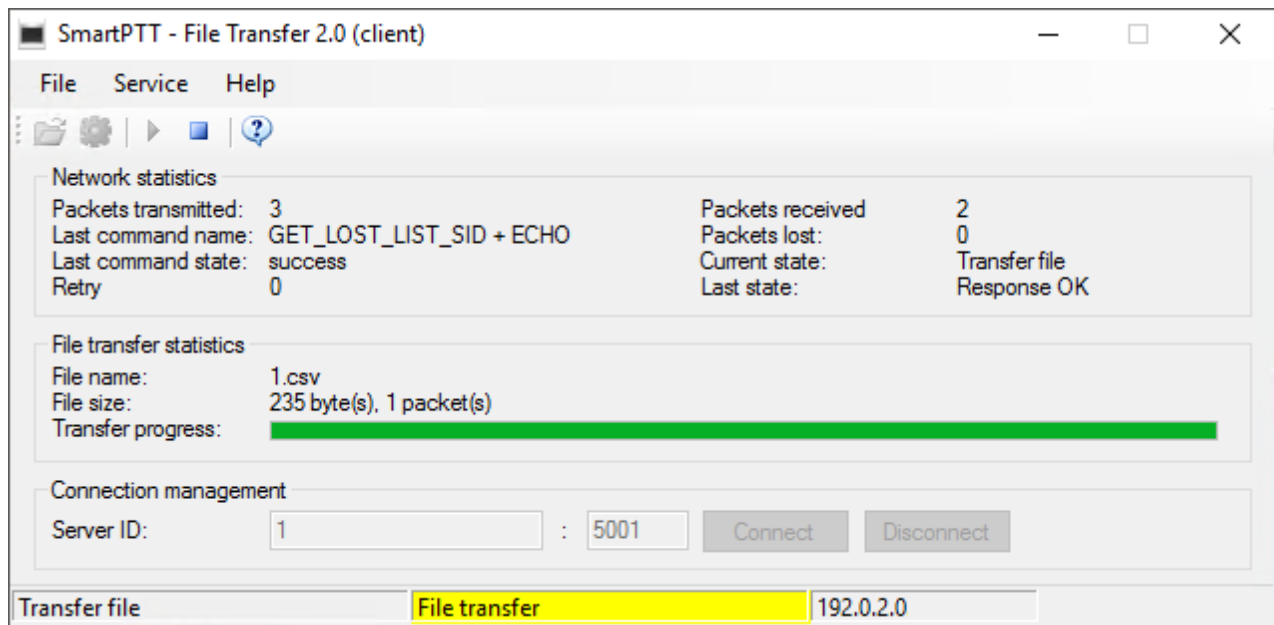 SmartPTT - File Transfer 2.0 (client)
File Service Help
Network statistics
Packets transmitted: 3 Packets received 2
Last command name: GET_LOST_LIST_SID + ECHO Packets lost: 0
Last command state: success Current state: Transfer file
Retry 0 Last state: Response OK
File transfer statistics
File name: 1.csv
File size: 235 byte(s), 1 packet(s)
Transfer progress:
Connection management
Server ID: 1 : 5001 Connect Disconnect
Transfer file File transfer 192.0.2.0